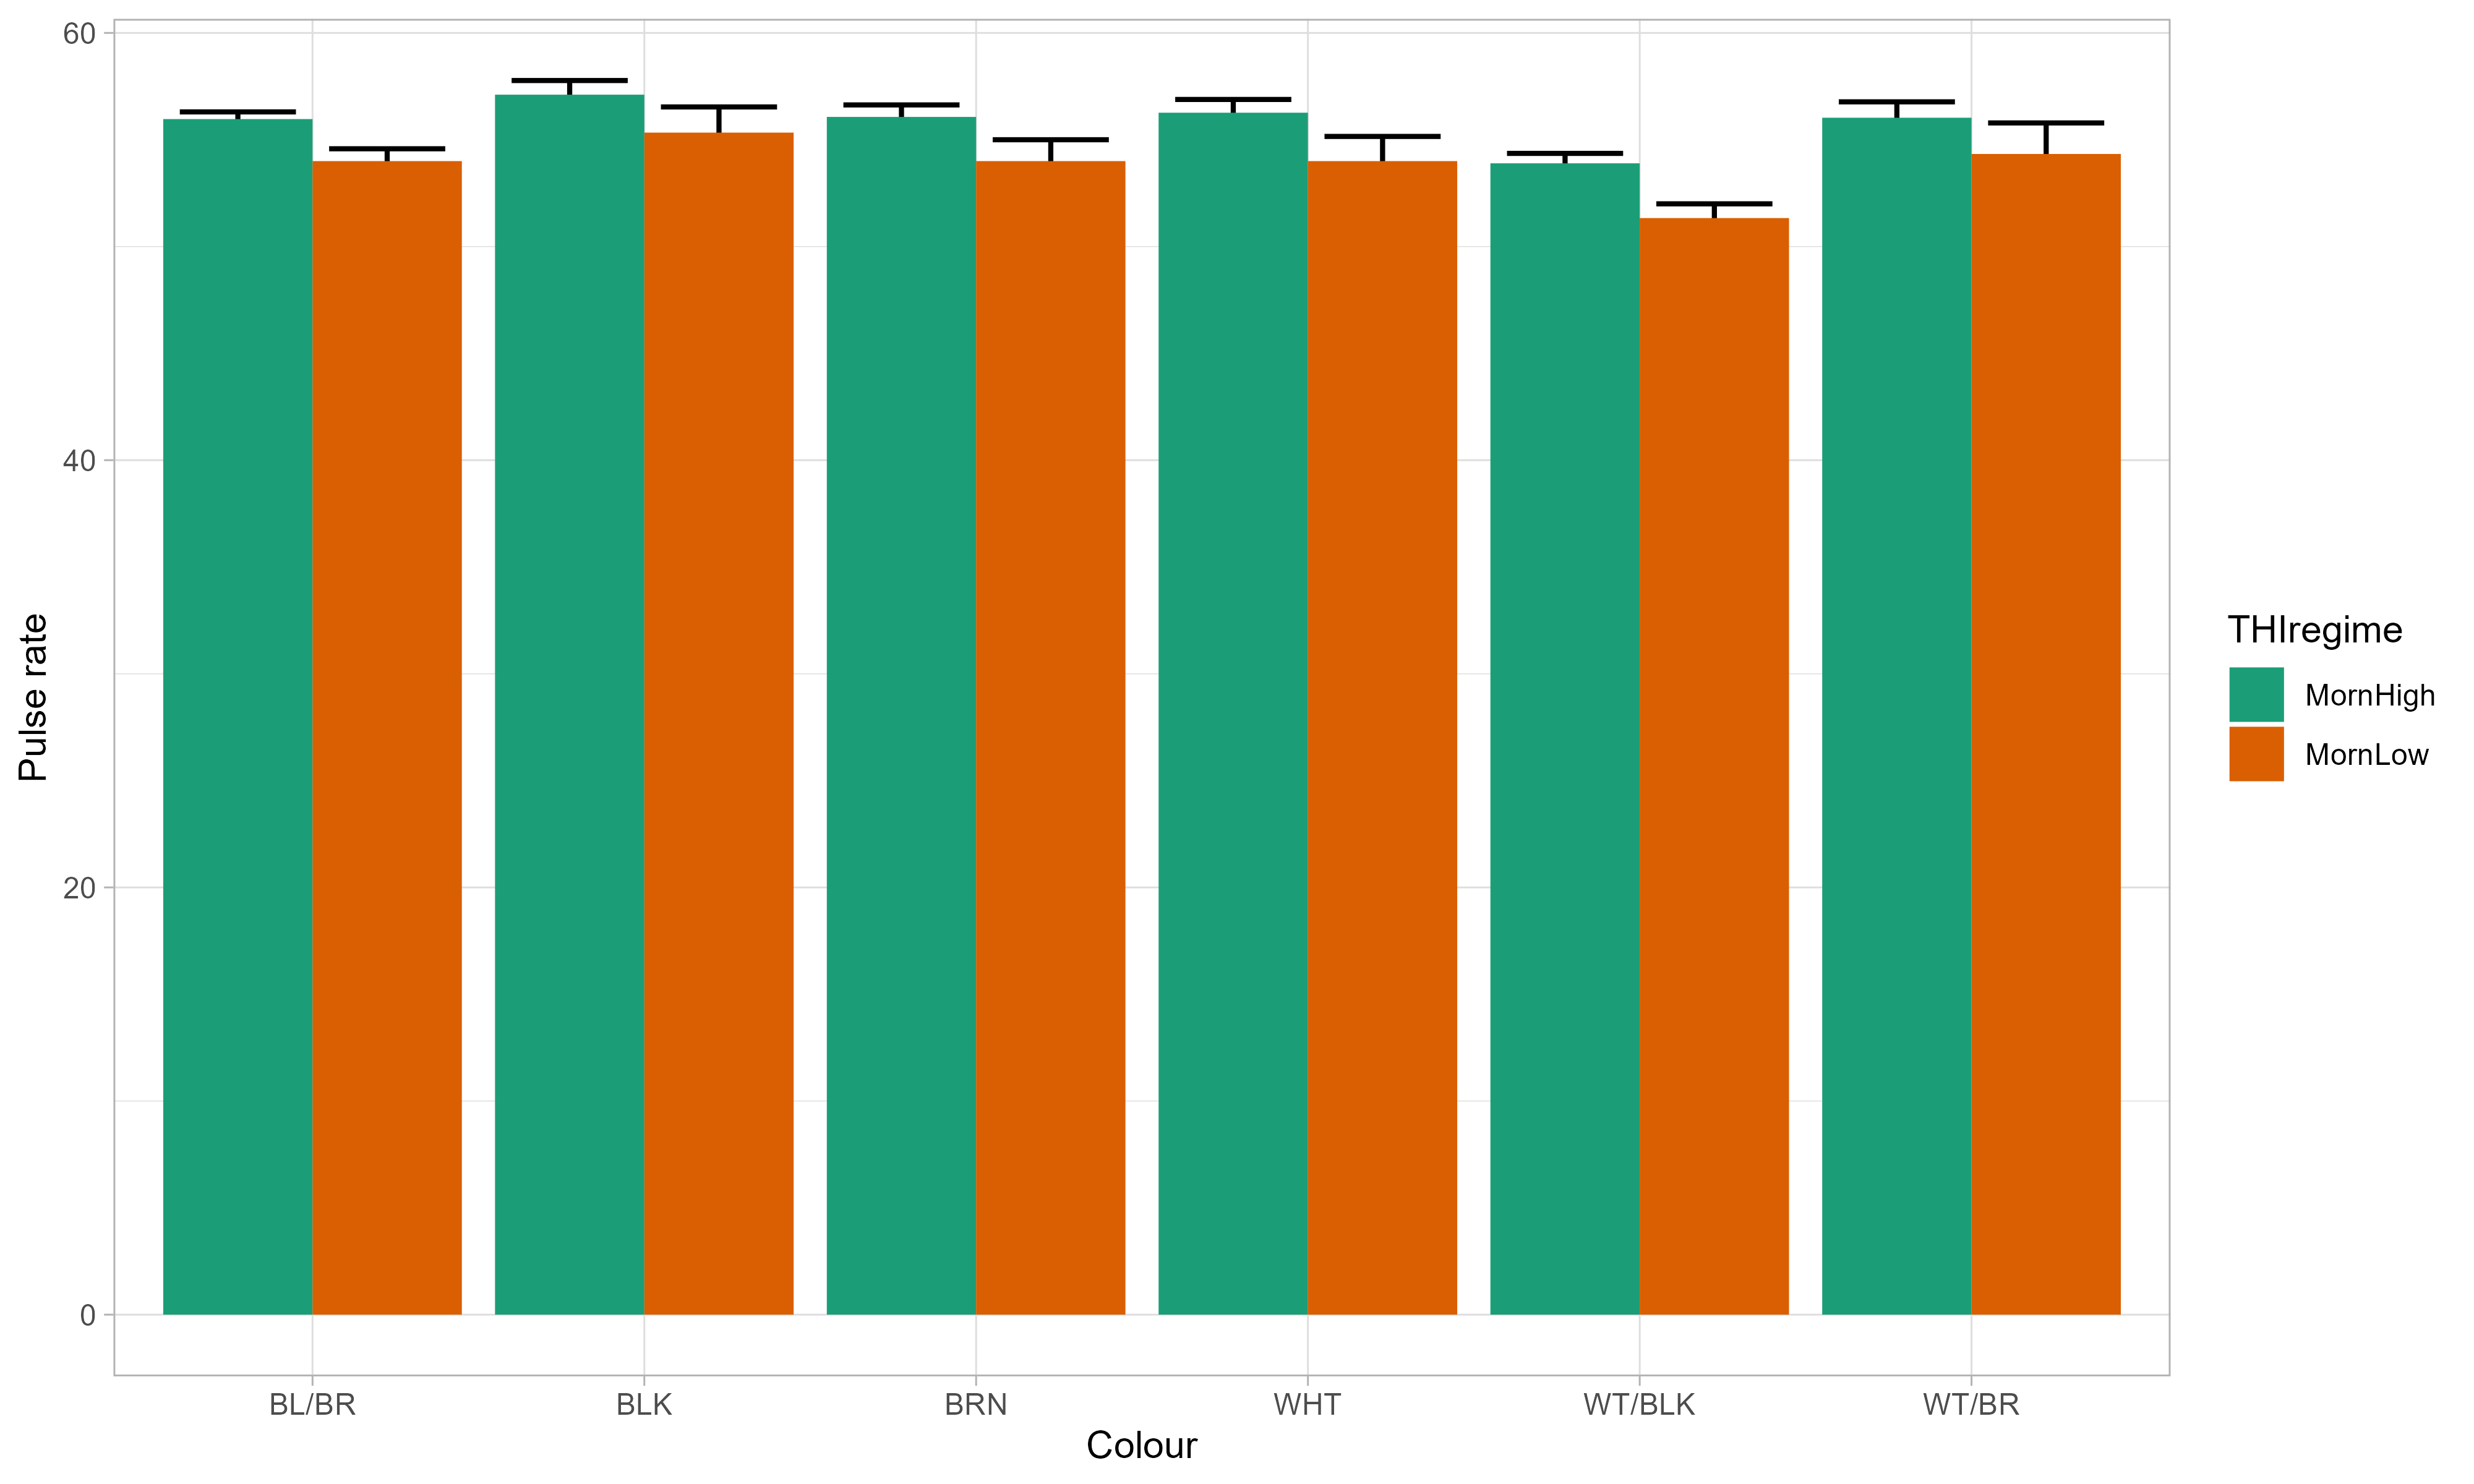 60
40
20
0
Pulse rate
BL/BR BLK BRN WHT WT/BLK WT/BR
Colour
THIregime
MornHigh
MornLow